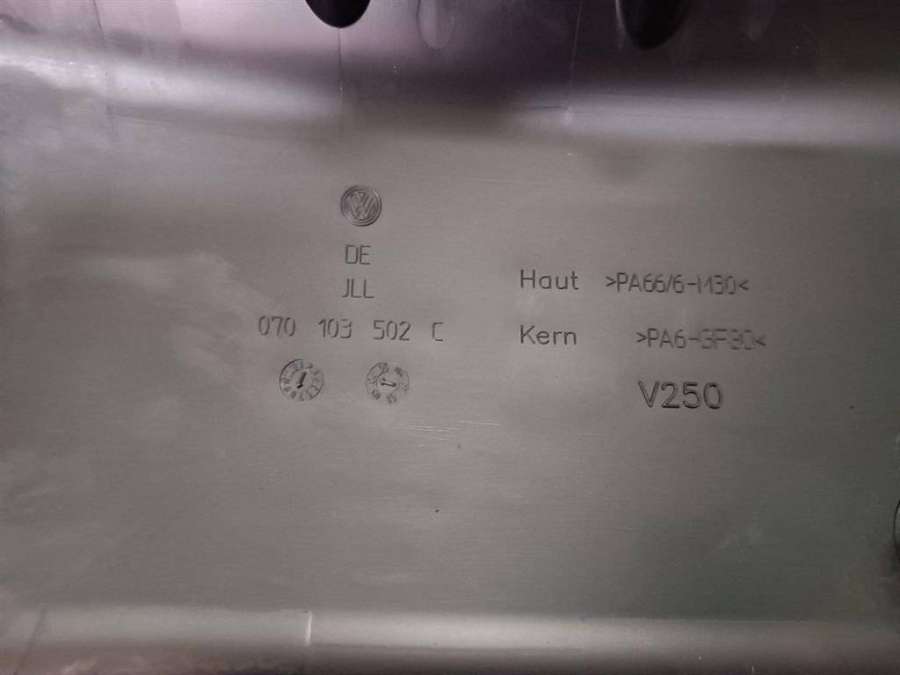 DE
JLL
070 103 502 C
Haut >PA66/6-M30<
Kern >PA6-GF30<
V250